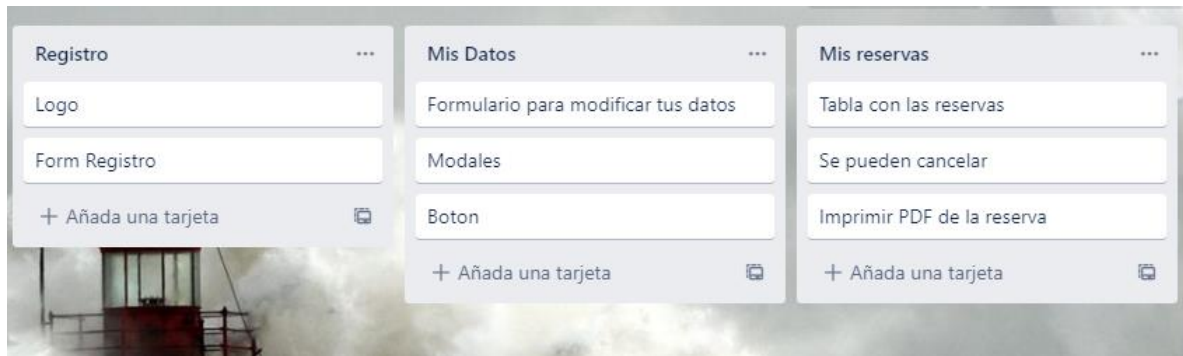 Registro
Logo
Form Registro
+ Añada una tarjeta
Mis Datos
Formulario para modificar tus datos
Modales
Boton
+ Añada una tarjeta
Mis reservas
Tabla con las reservas
Se pueden cancelar
Imprimir PDF de la reserva
+ Añada una tarjeta